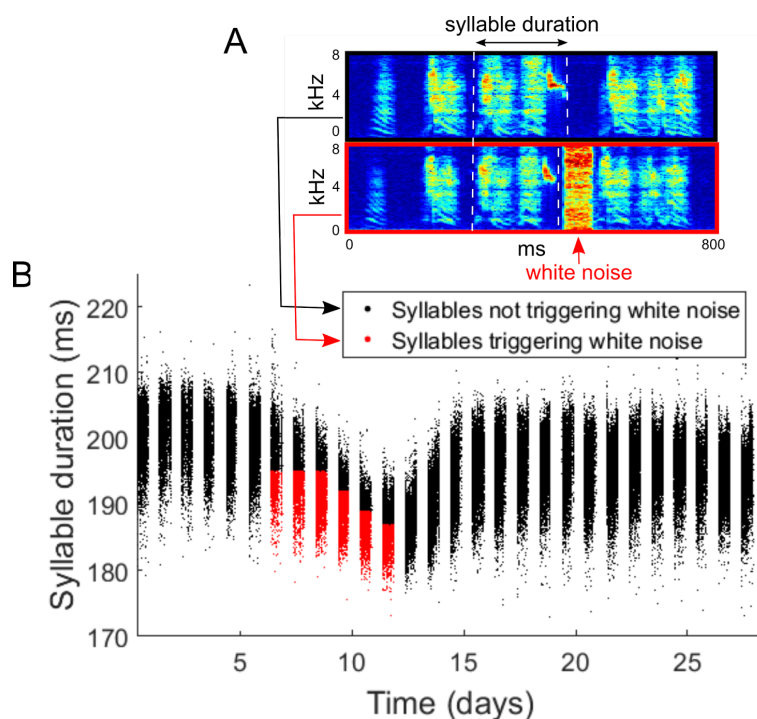 A
syllable duration
8
kHz
4
0
8
kHz
4
0
0
ms
800
white noise
B
Syllables not triggering white noise
Syllables triggering white noise
Syllable duration (ms)
220
210
200
190
180
170
5
10
15
20
25
Time (days)